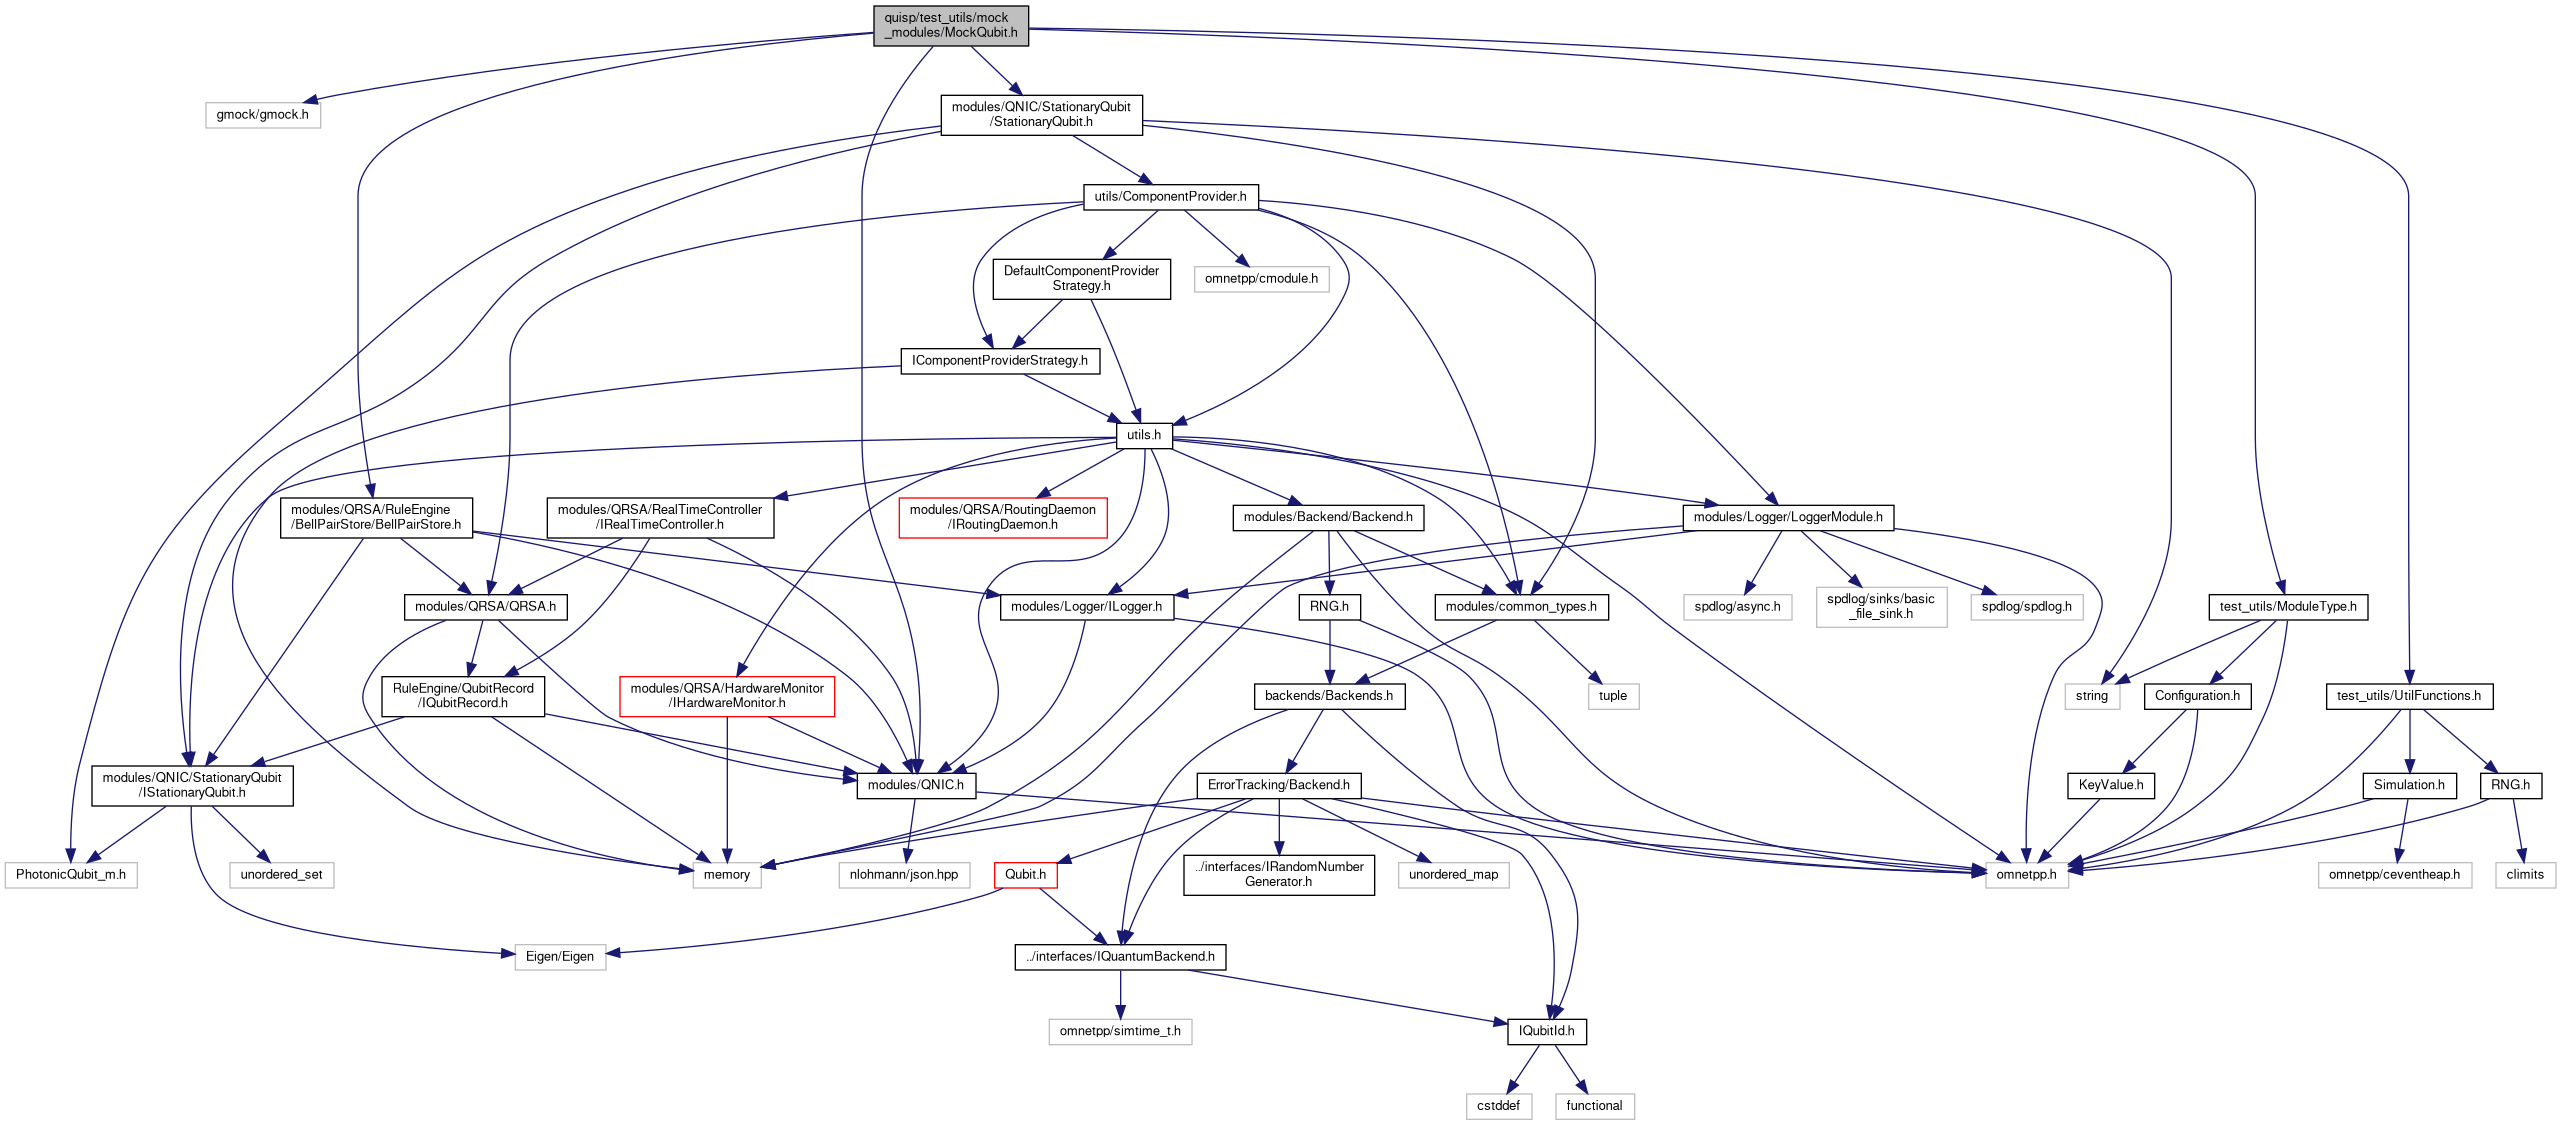 quisp/test_utils/mock
_modules/MockQubit.h
gmock/gmock.h
modules/QNIC/StationaryQubit
/StationaryQubit.h
utils/ComponentProvider.h
DefaultComponentProvider
Strategy.h
omnetpp/cmodule.h
IComponentProviderStrategy.h
utils.h
modules/QRSA/RuleEngine
/BellPairStore/BellPairStore.h
modules/QRSA/RealTimeController
/IRealTimeController.h
modules/QRSA/RoutingDaemon
/IRoutingDaemon.h
modules/Backend/Backend.h
modules/Logger/LoggerModule.h
modules/QRSA/QRSA.h
modules/Logger/ILogger.h
RNG.h
modules/common_types.h
spdlog/async.h
spdlog/sinks/basic
_file_sink.h
spdlog/spdlog.h
test_utils/ModuleType.h
RuleEngine/QubitRecord
/IQubitRecord.h
modules/QRSA/HardwareMonitor
/IHardwareMonitor.h
backends/Backends.h
tuple
string
Configuration.h
test_utils/UtilFunctions.h
modules/QNIC/StationaryQubit
/IStationaryQubit.h
modules/QNIC.h
ErrorTracking/Backend.h
KeyValue.h
Simulation.h
RNG.h
PhotonicQubit_m.h
unordered_set
memory
nlohmann/json.hpp
Qubit.h
../interfaces/IRandomNumber
Generator.h
unordered_map
omnetpp.h
omnetpp/ceventheap.h
climits
Eigen/Eigen
../interfaces/IQuantumBackend.h
omnetpp/simtime_t.h
IQubitId.h
cstddef
functional